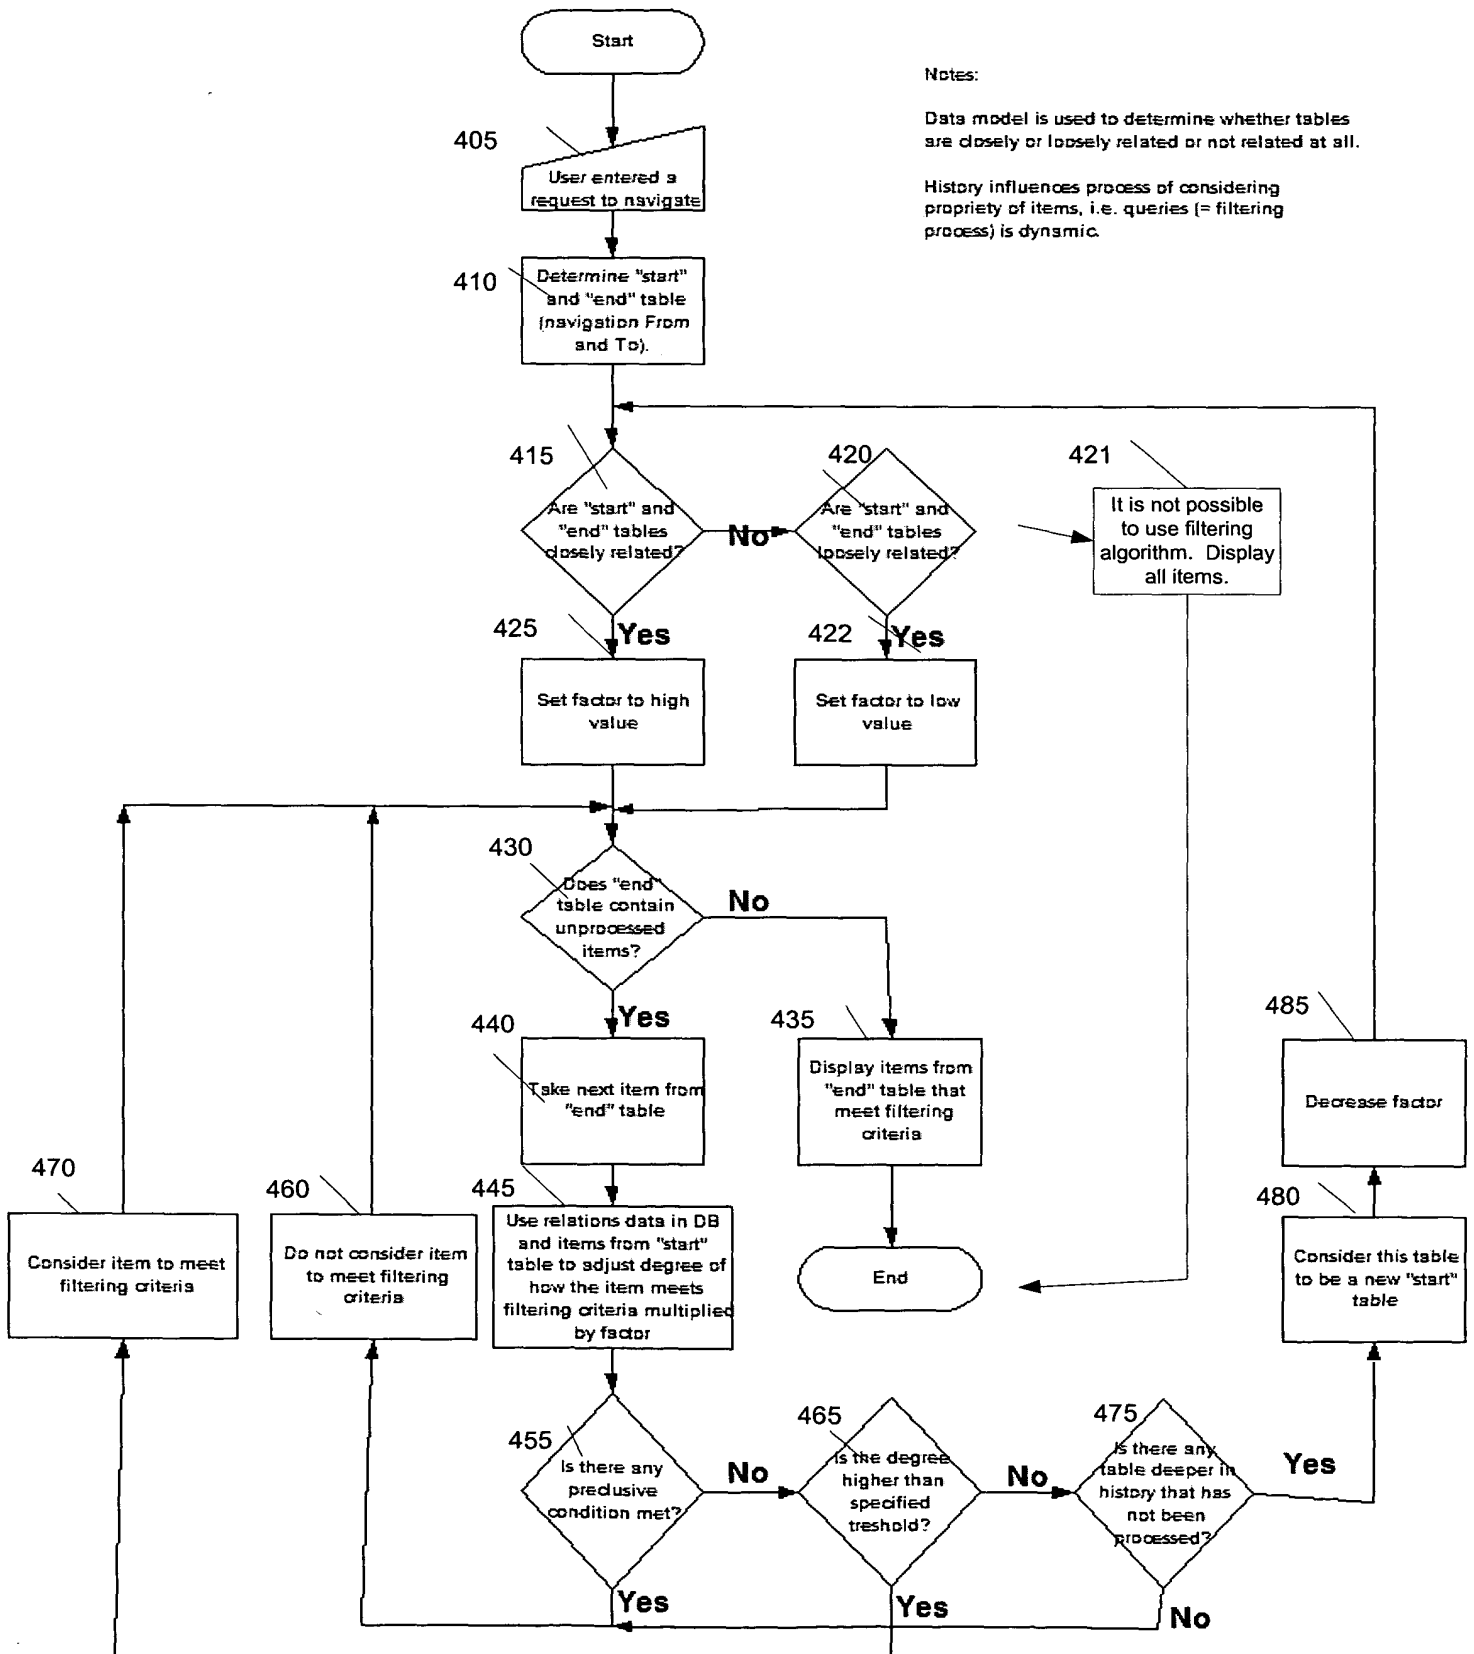 Start
Notes:
Data model is used to determine whether tables
are closely or loosely related or not related at all.
History influences process of considering
propriety of items, i.e. queries (= filtering
process) is dynamic.
405
User entered a
request to navigate
410
Determine "start"
and "end" table
(navigation From
and To).
415
Are "start" and
"end" tables
closely related?
No
420
Are "start" and
"end" tables
loosely related?
421
It is not possible
to use filtering
algorithm. Display
all items.
425
Yes
Set factor to high
value
422
Yes
Set factor to low
value
430
Does "end"
table contain
unprocessed
items?
No
Yes
440
Take next item from
"end" table
435
Display items from
"end" table that
meet filtering
criteria
End
485
Decrease factor
480
Consider this table
to be a new "start"
table
470
Consider item to meet
filtering criteria
460
Do not consider item
to meet filtering
criteria
445
Use relations data in DB
and items from "start"
table to adjust degree of
how the item meets
filtering criteria multiplied
by factor
455
Is there any
preclusive
condition met?
No
Yes
465
Is the degree
higher than
specified
treshold?
No
Yes
475
Is there any
table deeper in
history that has
not been
processed?
Yes
No